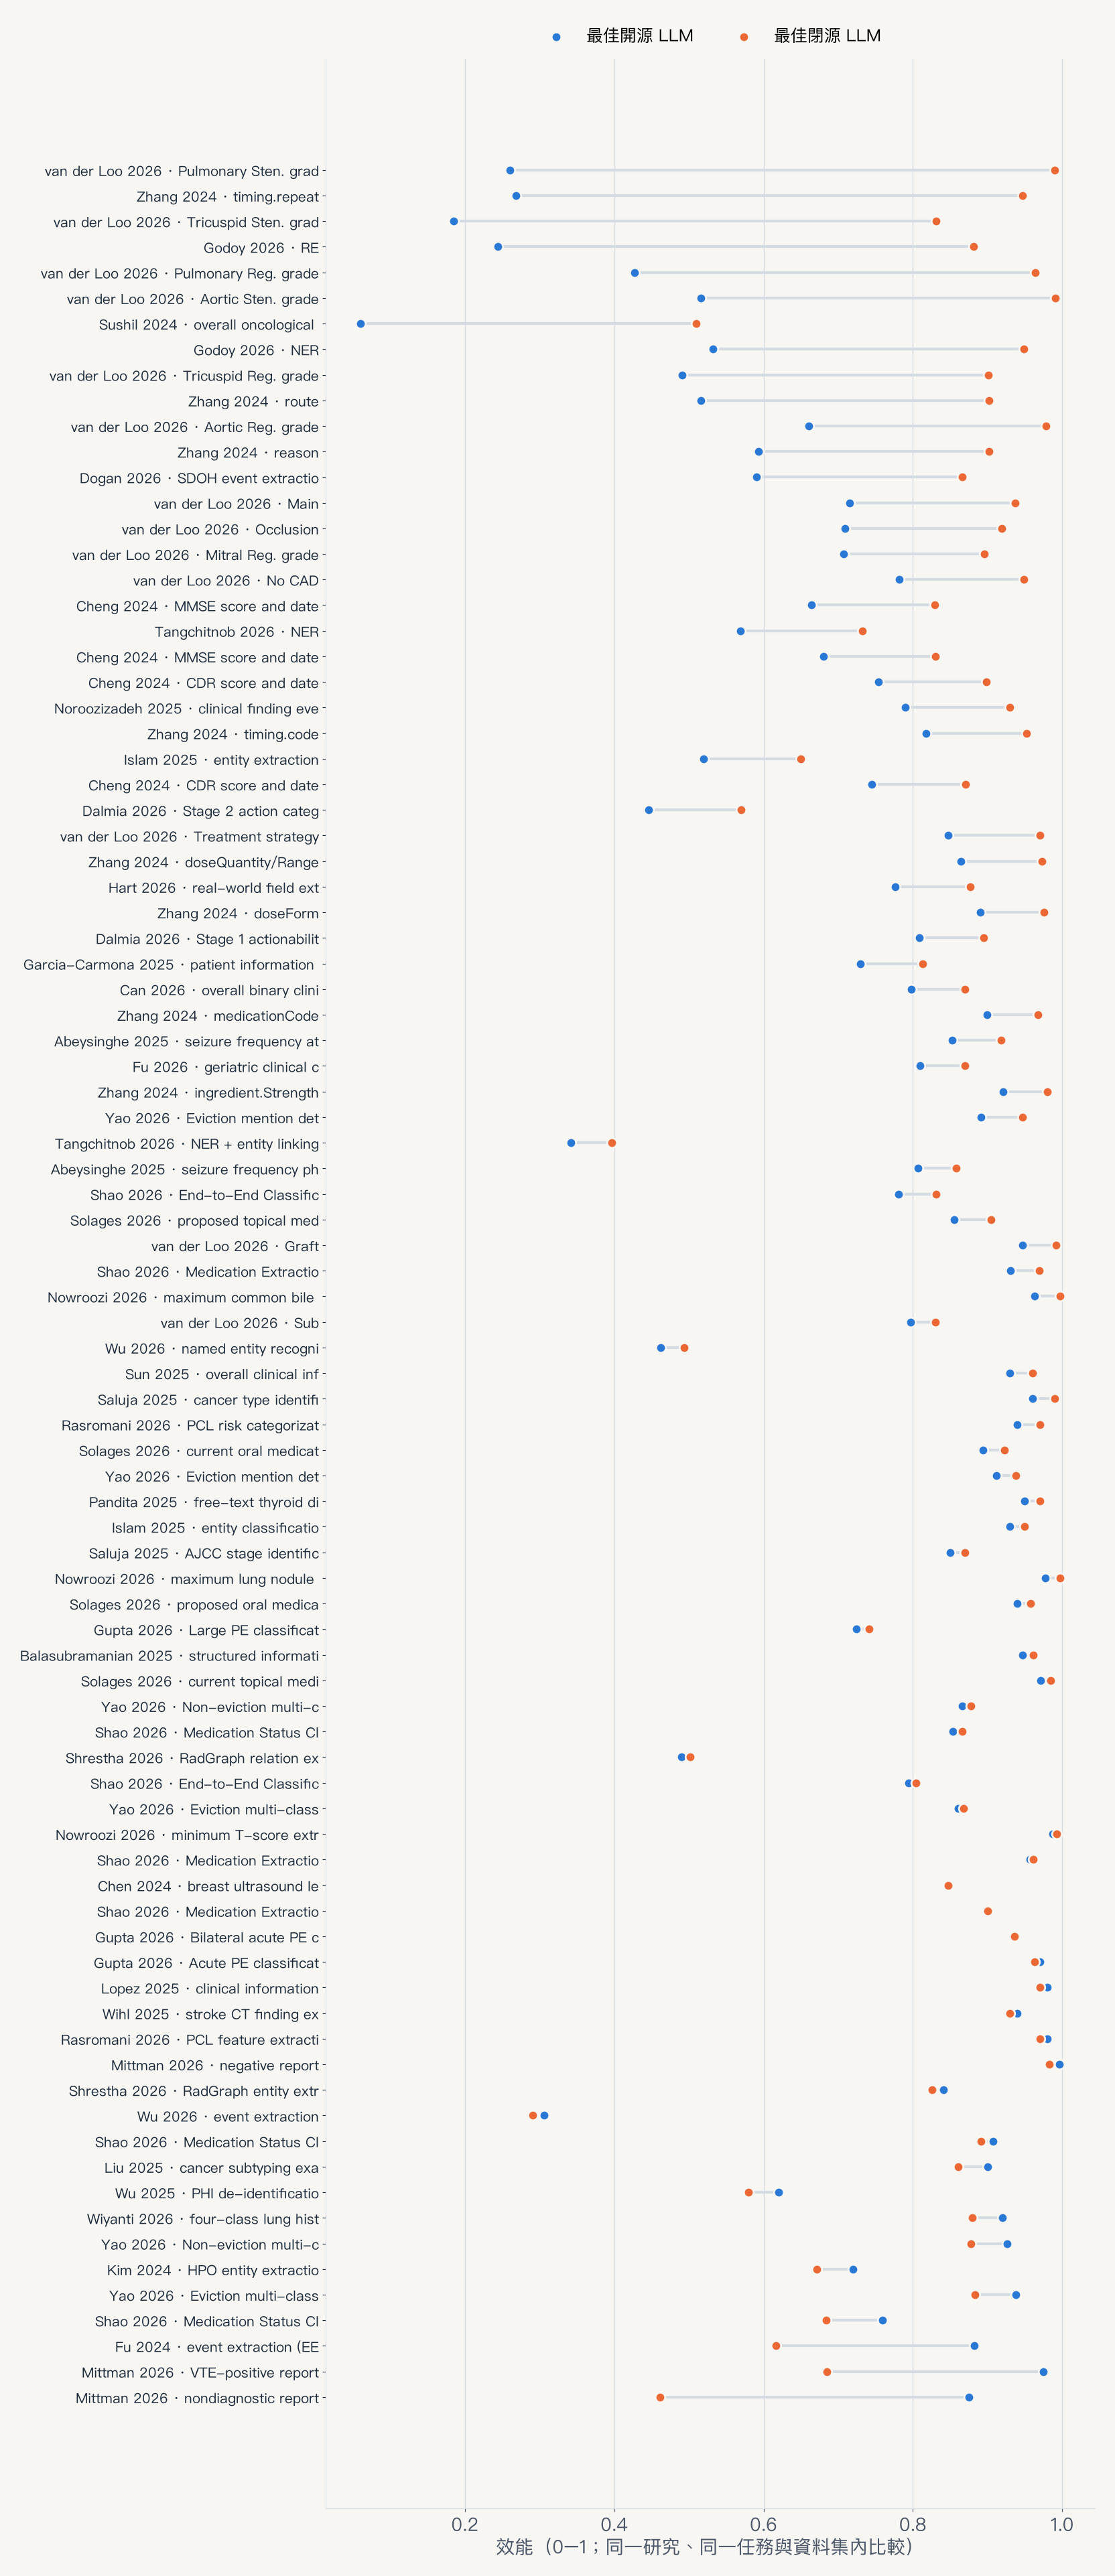 最佳開源 LLM 最佳閉源 LLM
van der Loo 2026 · Pulmonary Sten. grad
Zhang 2024 · timing.repeat
van der Loo 2026 · Tricuspid Sten. grad
Godoy 2026 · RE
van der Loo 2026 · Pulmonary Reg. grade
van der Loo 2026 · Aortic Sten. grade
Sushil 2024 · overall oncological
Godoy 2026 · NER
van der Loo 2026 · Tricuspid Reg. grade
Zhang 2024 · route
van der Loo 2026 · Aortic Reg. grade
Zhang 2024 · reason
Dogan 2026 · SDOH event extractio
van der Loo 2026 · Main
van der Loo 2026 · Occlusion
van der Loo 2026 · Mitral Reg. grade
van der Loo 2026 · No CAD
Cheng 2024 · MMSE score and date
Tangchitnob 2026 · NER
Cheng 2024 · MMSE score and date
Cheng 2024 · CDR score and date
Noroozizadeh 2025 · clinical finding eve
Zhang 2024 · timing.code
Islam 2025 · entity extraction
Cheng 2024 · CDR score and date
Dalmia 2026 · Stage 2 action categ
van der Loo 2026 · Treatment strategy
Zhang 2024 · doseQuantity/Range
Hart 2026 · real-world field ext
Zhang 2024 · doseForm
Dalmia 2026 · Stage 1 actionabilit
Garcia-Carmona 2025 · patient information
Can 2026 · overall binary clini
Zhang 2024 · medicationCode
Abeysinghe 2025 · seizure frequency at
Fu 2026 · geriatric clinical c
Zhang 2024 · ingredient.Strength
Yao 2026 · Eviction mention det
Tangchitnob 2026 · NER + entity linking
Abeysinghe 2025 · seizure frequency ph
Shao 2026 · End-to-End Classific
Solages 2026 · proposed topical med
van der Loo 2026 · Graft
Shao 2026 · Medication Extractio
Nowroozi 2026 · maximum common bile
van der Loo 2026 · Sub
Wu 2026 · named entity recogni
Sun 2025 · overall clinical inf
Saluja 2025 · cancer type identifi
Rasromani 2026 · PCL risk categorizat
Solages 2026 · current oral medicat
Yao 2026 · Eviction mention det
Pandita 2025 · free-text thyroid di
Islam 2025 · entity classificatio
Saluja 2025 · AJCC stage identific
Nowroozi 2026 · maximum lung nodule
Solages 2026 · proposed oral medica
Gupta 2026 · Large PE classificat
Balasubramanian 2025 · structured informati
Solages 2026 · current topical medi
Yao 2026 · Non-eviction multi-c
Shao 2026 · Medication Status Cl
Shrestha 2026 · RadGraph relation ex
Shao 2026 · End-to-End Classific
Yao 2026 · Eviction multi-class
Nowroozi 2026 · minimum T-score extr
Shao 2026 · Medication Extractio
Chen 2024 · breast ultrasound le
Shao 2026 · Medication Extractio
Gupta 2026 · Bilateral acute PE c
Gupta 2026 · Acute PE classificat
Lopez 2025 · clinical information
Wihl 2025 · stroke CT finding ex
Rasromani 2026 · PCL feature extracti
Mittman 2026 · negative report
Shrestha 2026 · RadGraph entity extr
Wu 2026 · event extraction
Shao 2026 · Medication Status Cl
Liu 2025 · cancer subtyping exa
Wu 2025 · PHI de-identificatio
Wiyanti 2026 · four-class lung hist
Yao 2026 · Non-eviction multi-c
Kim 2024 · HPO entity extractio
Yao 2026 · Eviction multi-class
Shao 2026 · Medication Status Cl
Fu 2024 · event extraction (EE
Mittman 2026 · VTE-positive report
Mittman 2026 · nondiagnostic report
0.2 0.4 0.6 0.8 1.0
效能（0—1；同一研究、同一任務與資料集內比較）